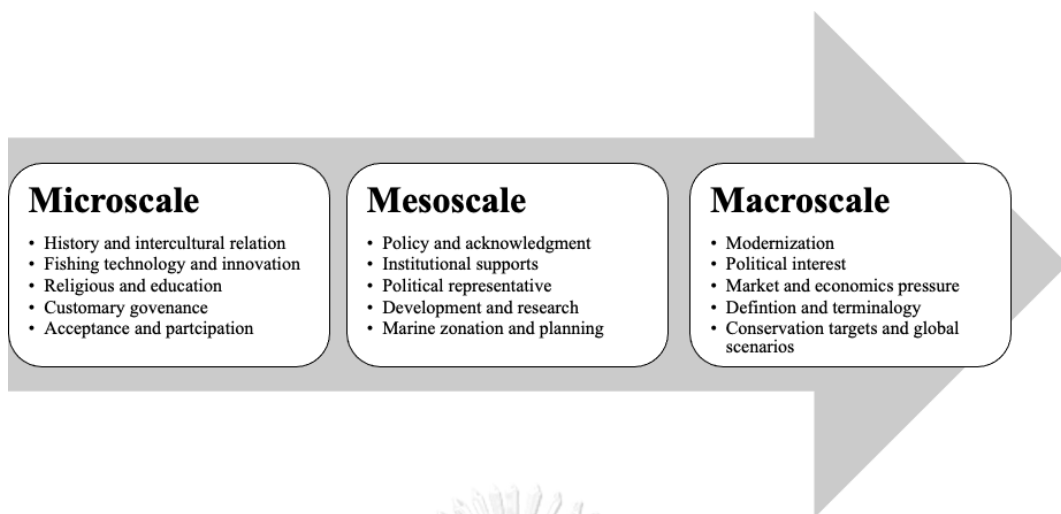 Microscale
• History and intercultural relation
• Fishing technology and innovation
• Religious and education
• Customary govenance
• Acceptance and partcipation
Mesoscale
• Policy and acknowledgment
• Institutional supports
• Political representative
• Development and research
• Marine zonation and planning
Macroscale
• Modernization
• Political interest
• Market and economics pressure
• Defintion and terminalogy
• Conservation targets and global
scenarios